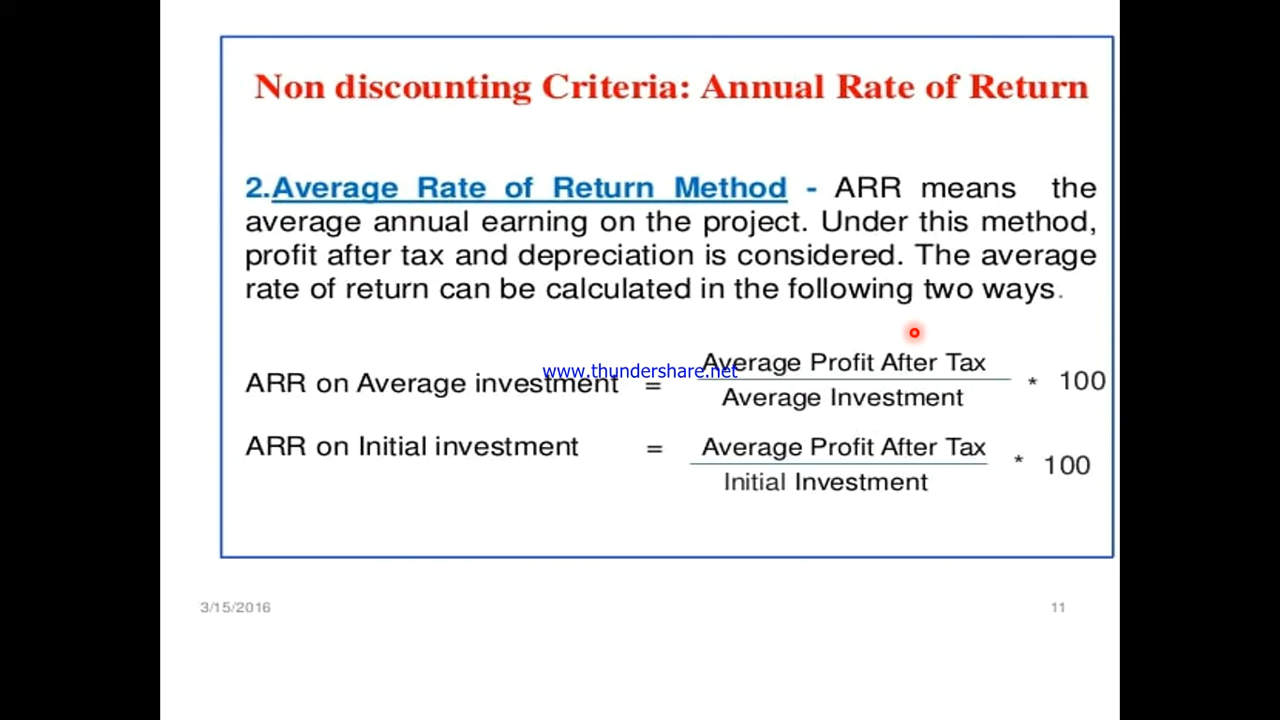 Non discounting Criteria: Annual Rate of Return
2.Average Rate of Return Method - ARR means the
average annual earning on the project. Under this method,
profit after tax and depreciation is considered. The average
rate of return can be calculated in the following two ways.
www.thundershare.net
ARR on Average investment = Average Profit After Tax * 100
Average Investment
ARR on Initial investment = Average Profit After Tax * 100
Initial Investment
3/15/2016 11